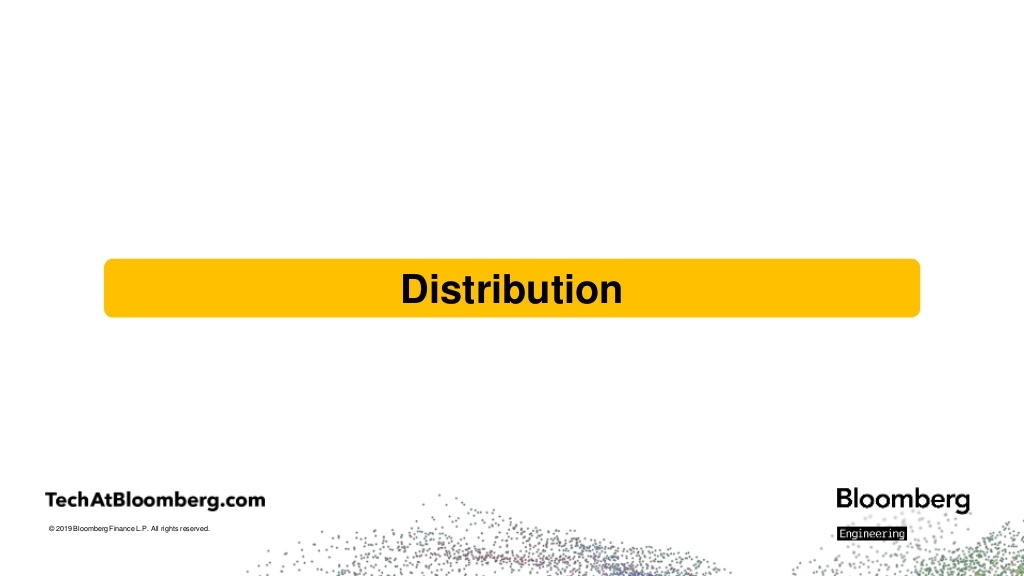 Distribution
TechAtBloomberg.com
© 2019 Bloomberg Finance L.P. All rights reserved.
Bloomberg
Engineering